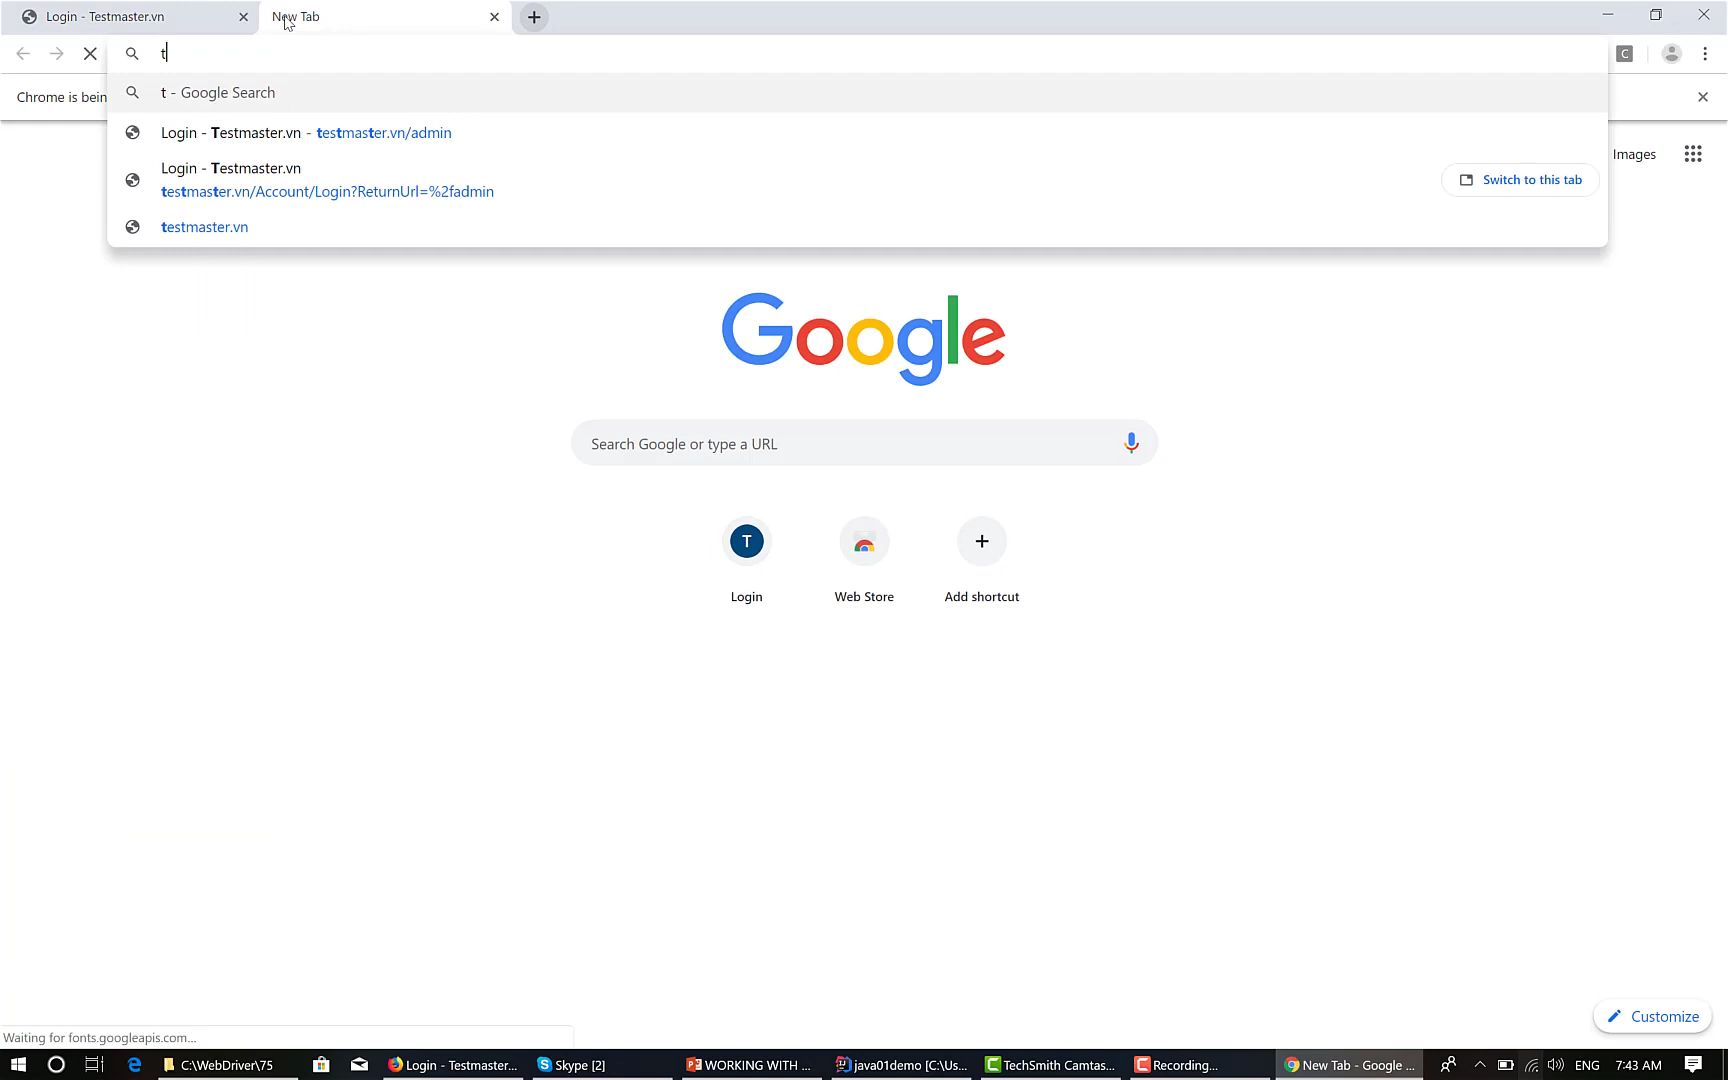 Login - Testmaster.vn
New Tab
t
C
t - Google Search
Chrome is bein
Login - Testmaster.vn - testmaster.vn/admin
Images
Login - Testmaster.vn
testmaster.vn/Account/Login?ReturnUrl=%2fadmin
Switch to this tab
testmaster.vn
Google
Search Google or type a URL
T
Login
Web Store
Add shortcut
Customize
Waiting for fonts.googleapis.com...
C:\WebDriver\75
Login - Testmaster...
Skype [2]
WORKING WITH ...
java01demo [C:\Us...
TechSmith Camtas...
Recording...
New Tab - Google ...
ENG
7:43 AM